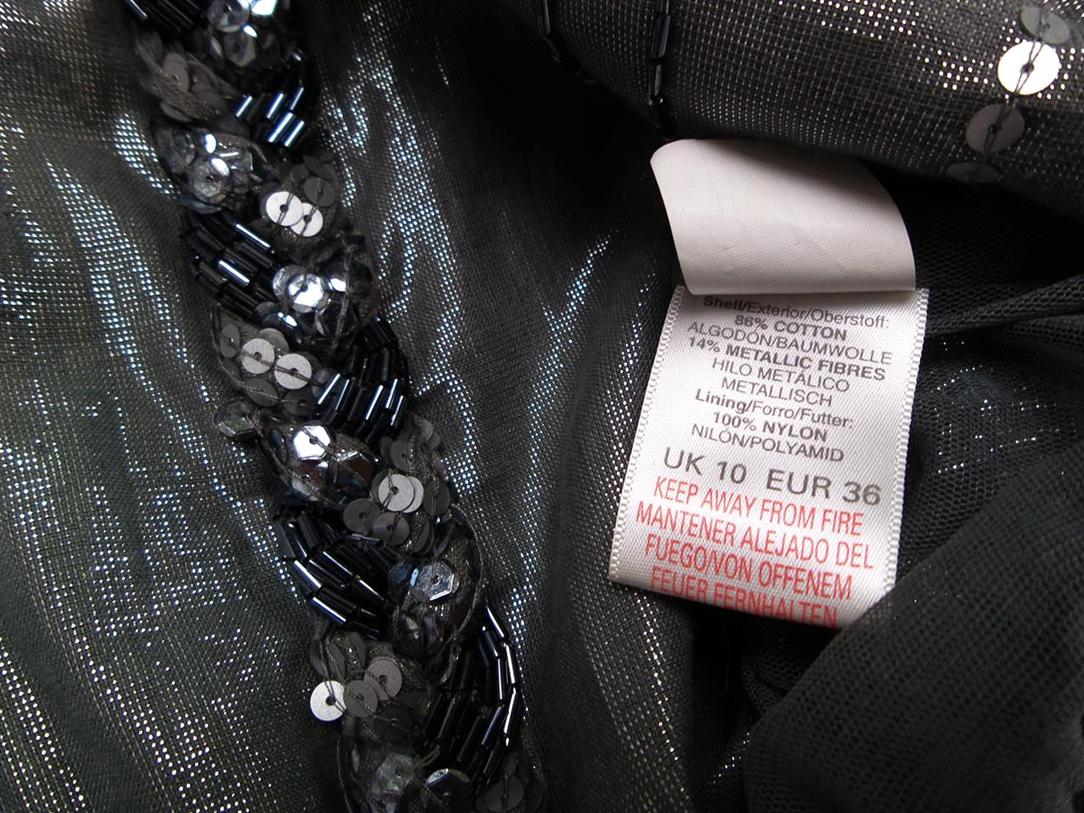 Shell/Exterior/Oberstoff:
86% COTTON
ALGODÓN/BAUMWOLLE
14% METALLIC FIBRES
HILO METÁLICO
METALLISCH
Lining/Forro/Futter:
100% NYLON
NILÓN/POLYAMID
UK 10 EUR 36
KEEP AWAY FROM FIRE
MANTENER ALEJADO DEL
FUEGO/VON OFFENEM
FEUER FERNHALTEN